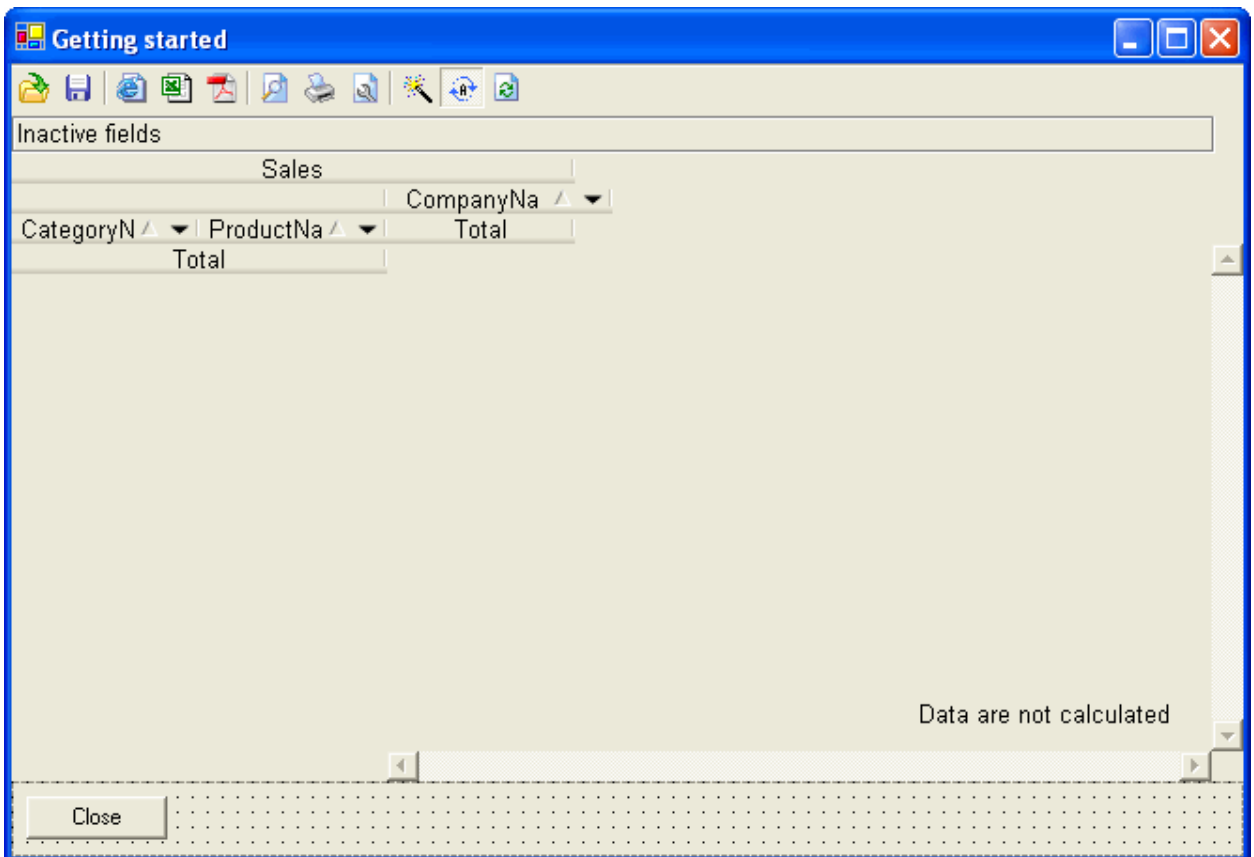 Getting started
Inactive fields
Sales
CompanyNa
CategoryN ProductNa Total
Total
Data are not calculated
Close